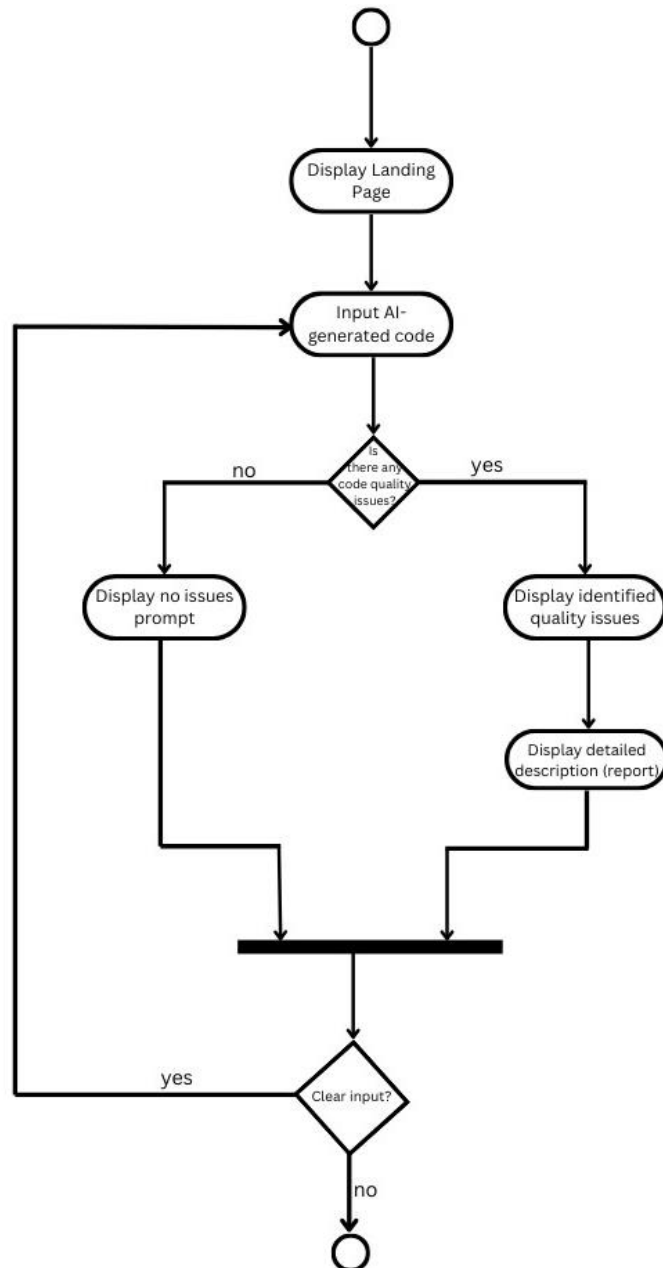 Display Landing
Page
Input AI-
generated code
Is
there any
code quality
issues?
no
yes
Display no issues
prompt
Display identified
quality issues
Display detailed
description (report)
Clear input?
yes
no